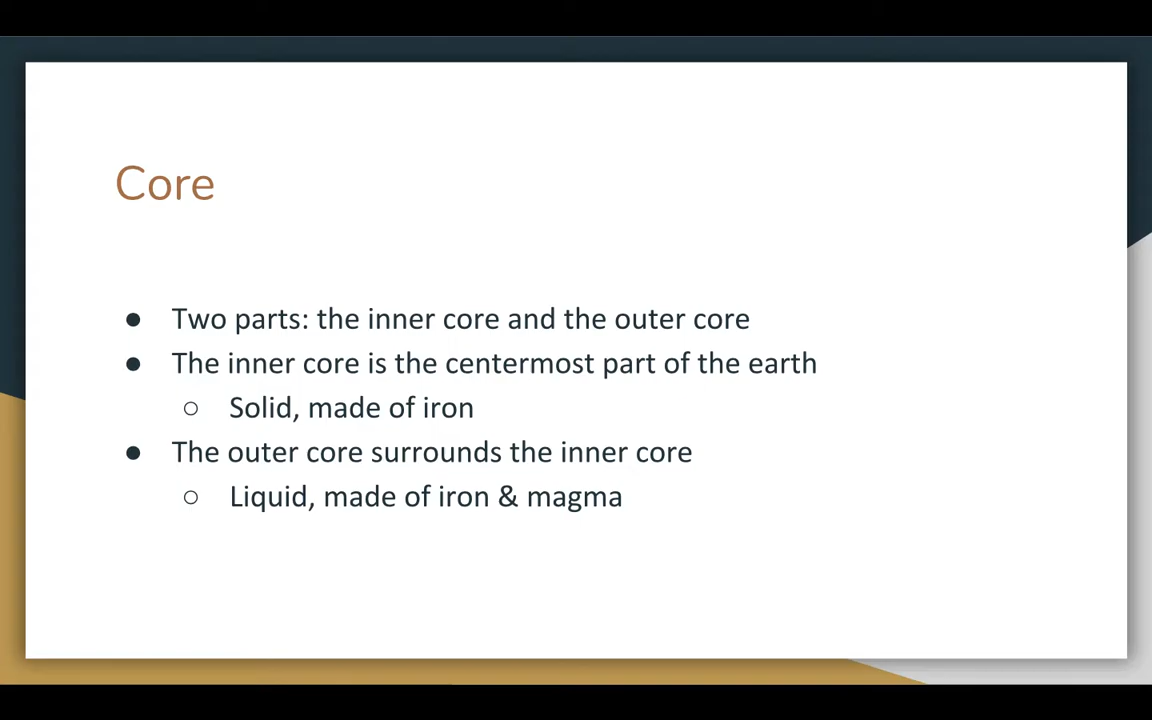 Core
● Two parts: the inner core and the outer core
● The inner core is the centermost part of the earth
○ Solid, made of iron
● The outer core surrounds the inner core
○ Liquid, made of iron & magma